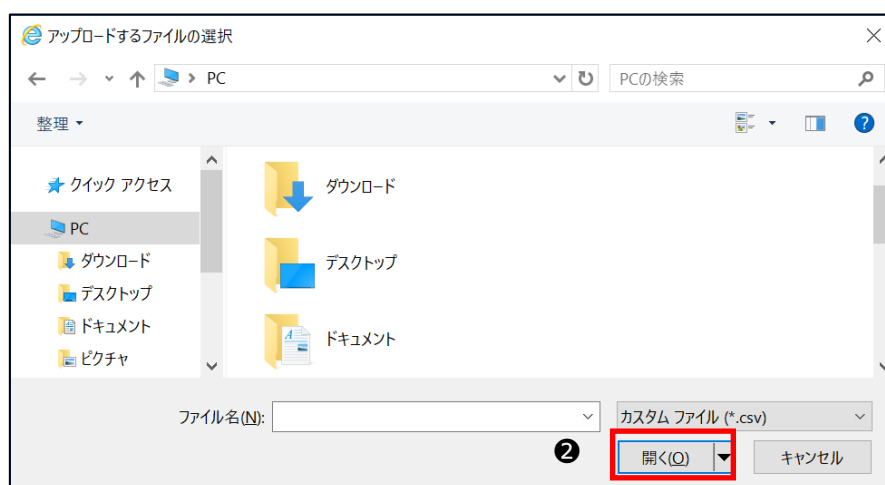 アップロードするファイルの選択
PC
PCの検索
整理
?
クイック アクセス
PC
ダウンロード
デスクトップ
ドキュメント
ピクチャ
ダウンロード
デスクトップ
ドキュメント
ファイル名(N):
カスタム ファイル (*.csv)
❷
開く(O)
キャンセル